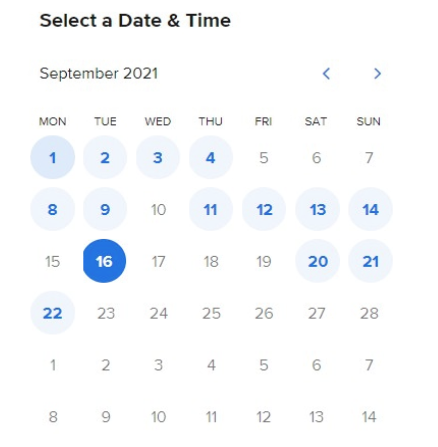 Select a Date & Time
September 2021
MON TUE WED THU FRI SAT SUN
1 2 3 4 5 6 7
8 9 10 11 12 13 14
15 16 17 18 19 20 21
22 23 24 25 26 27 28
1 2 3 4 5 6 7
8 9 10 11 12 13 14